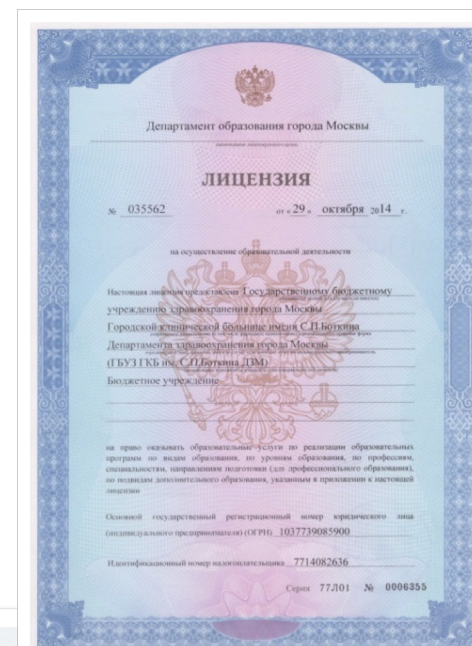 Департамент образования города Москвы
наименование лицензирующего органа
ЛИЦЕНЗИЯ
№ 035562 от « 29 » октября 2014 г.
на осуществление образовательной деятельности
Настоящая лицензия предоставлена Государственному бюджетному
учреждению здравоохранения города Москвы
Городской клинической больнице имени С.П.Боткина
Департамента здравоохранения города Москвы
(ГБУЗ ГКБ им. С.П.Боткина ДЗМ)
Бюджетное учреждение
на право оказывать образовательные услуги по реализации образовательных
программ по видам образования, по уровням образования, по профессиям,
специальностям, направлениям подготовки (для профессионального образования),
по подвидам дополнительного образования, указанным в приложении к настоящей
лицензии
Основной государственный регистрационный номер юридического лица
(индивидуального предпринимателя) (ОГРН) 1037739085900
Идентификационный номер налогоплательщика 7714082636
Серия 77Л01 № 0006355